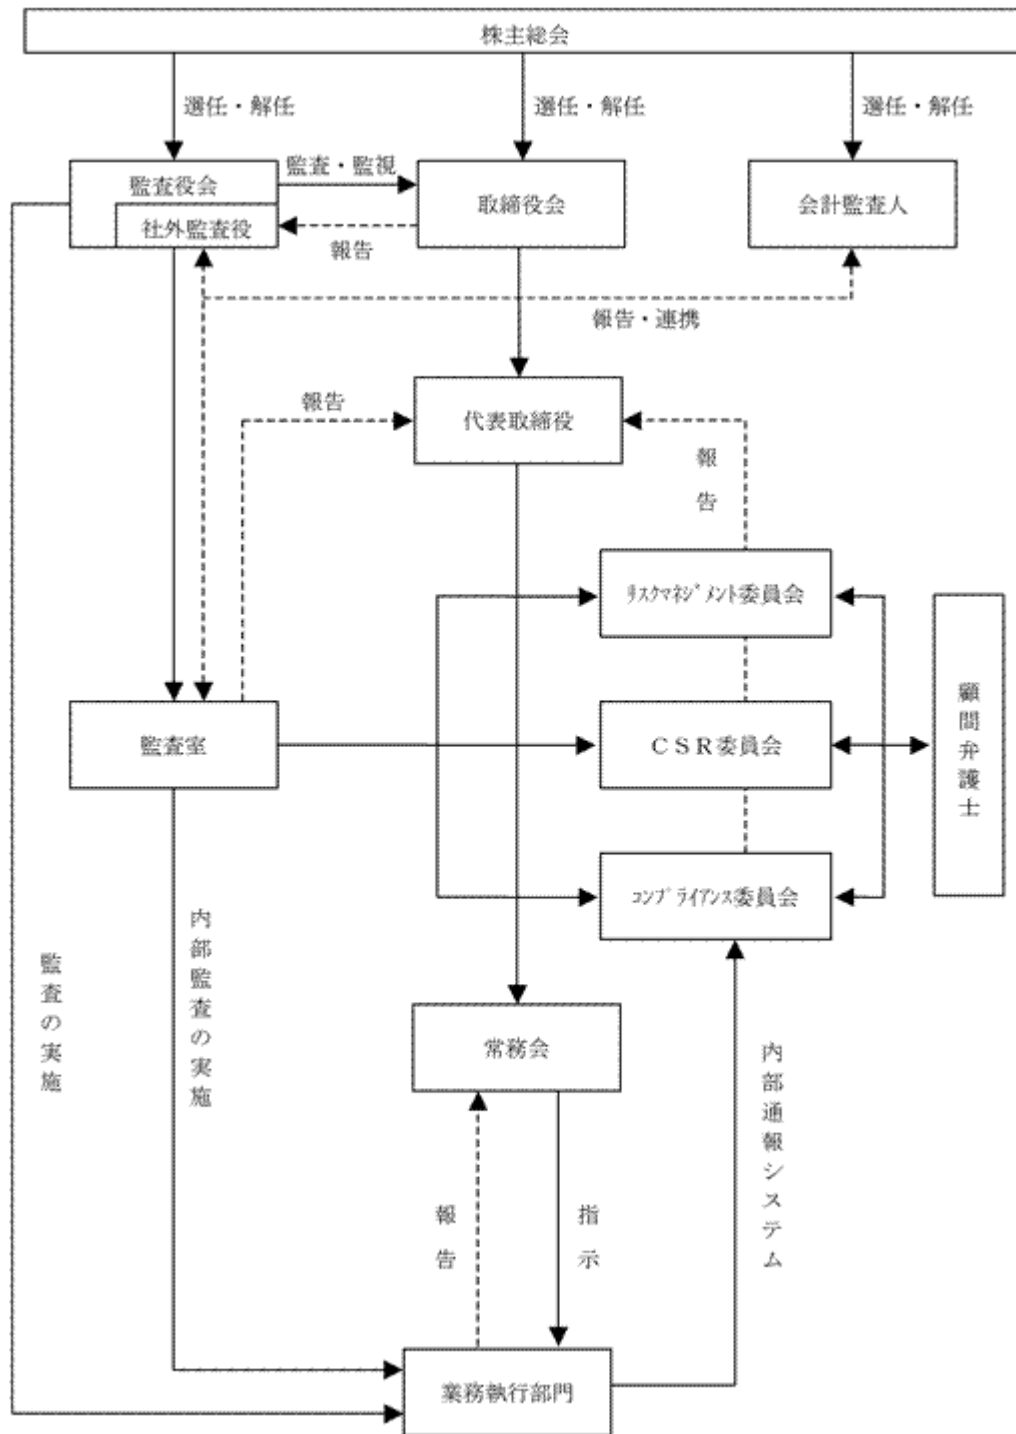 株主総会
選任・解任
選任・解任
選任・解任
監査役会
監査・監視
取締役会
会計監査人
社外監査役
報告
報告・連携
報告
代表取締役
報告
ﾘｽｸﾏﾈｼﾞﾒﾝﾄ委員会
監査室
ＣＳＲ委員会
顧問弁護士
ｺﾝﾌﾟﾗｲｱﾝｽ委員会
監査の実施
内部監査の実施
常務会
内部通報システム
報告
指示
業務執行部門